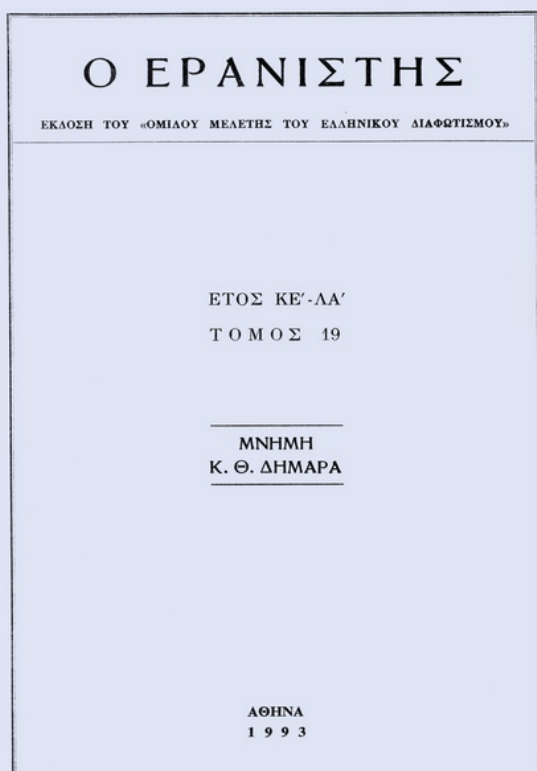 Ο ΕΡΑΝΙΣΤΗΣ
ΕΚΔΟΣΗ ΤΟΥ «ΟΜΙΛΟΥ ΜΕΛΕΤΗΣ ΤΟΥ ΕΛΛΗΝΙΚΟΥ ΔΙΑΦΩΤΙΣΜΟΥ»
ΕΤΟΣ ΚΕ′-ΛΑ′
ΤΟΜΟΣ 19
ΜΝΗΜΗ
Κ. Θ. ΔΗΜΑΡΑ
ΑΘΗΝΑ
1993